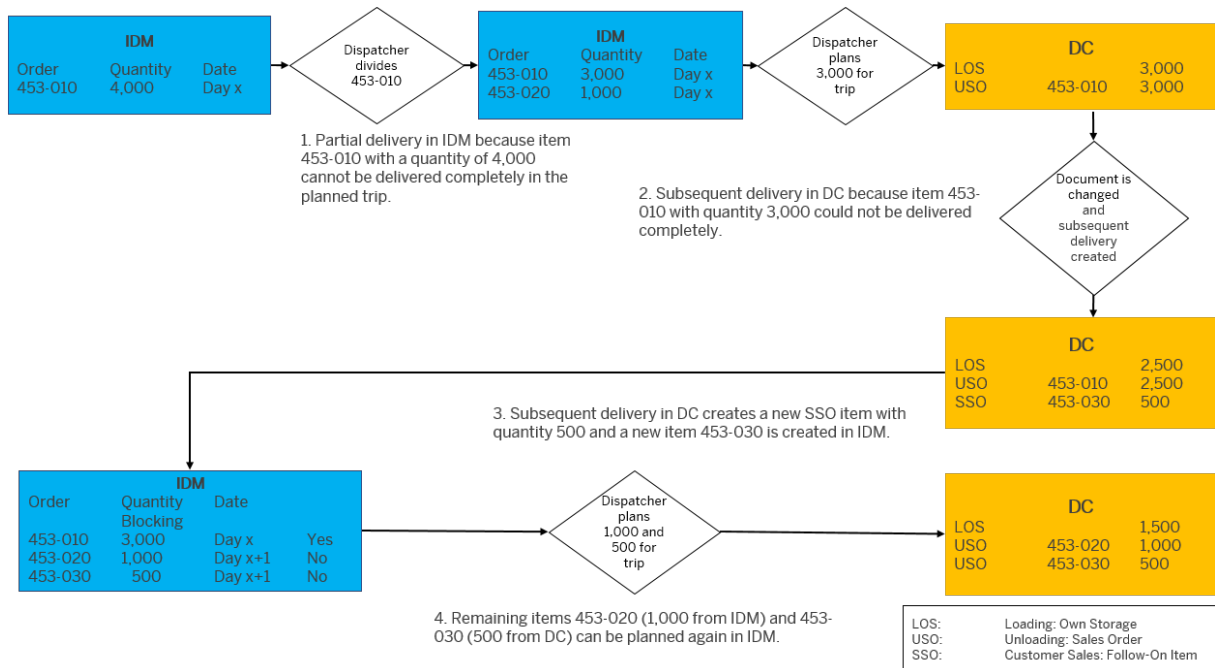 IDM
Order Quantity Date
453-010 4,000 Day x
Dispatcher
divides
453-010
IDM
Order Quantity Date
453-010 3,000 Day x
453-020 1,000 Day x
Dispatcher
plans
3,000 for
trip
DC
LOS 3,000
USO 453-010 3,000
1. Partial delivery in IDM because item
453-010 with a quantity of 4,000
cannot be delivered completely in the
planned trip.
2. Subsequent delivery in DC because item 453-
010 with quantity 3,000 could not be delivered
completely.
Document is
changed
and
subsequent
delivery
created
DC
LOS 2,500
USO 453-010 2,500
SSO 453-030 500
3. Subsequent delivery in DC creates a new SSO item with
quantity 500 and a new item 453-030 is created in IDM.
IDM
Order Quantity Date
Blocking
453-010 3,000 Day x Yes
453-020 1,000 Day x+1 No
453-030 500 Day x+1 No
Dispatcher
plans
1,000 and
500 for
trip
DC
LOS 1,500
USO 453-020 1,000
USO 453-030 500
4. Remaining items 453-020 (1,000 from IDM) and 453-
030 (500 from DC) can be planned again in IDM.
LOS: Loading: Own Storage
USO: Unloading: Sales Order
SSO: Customer Sales: Follow-On Item